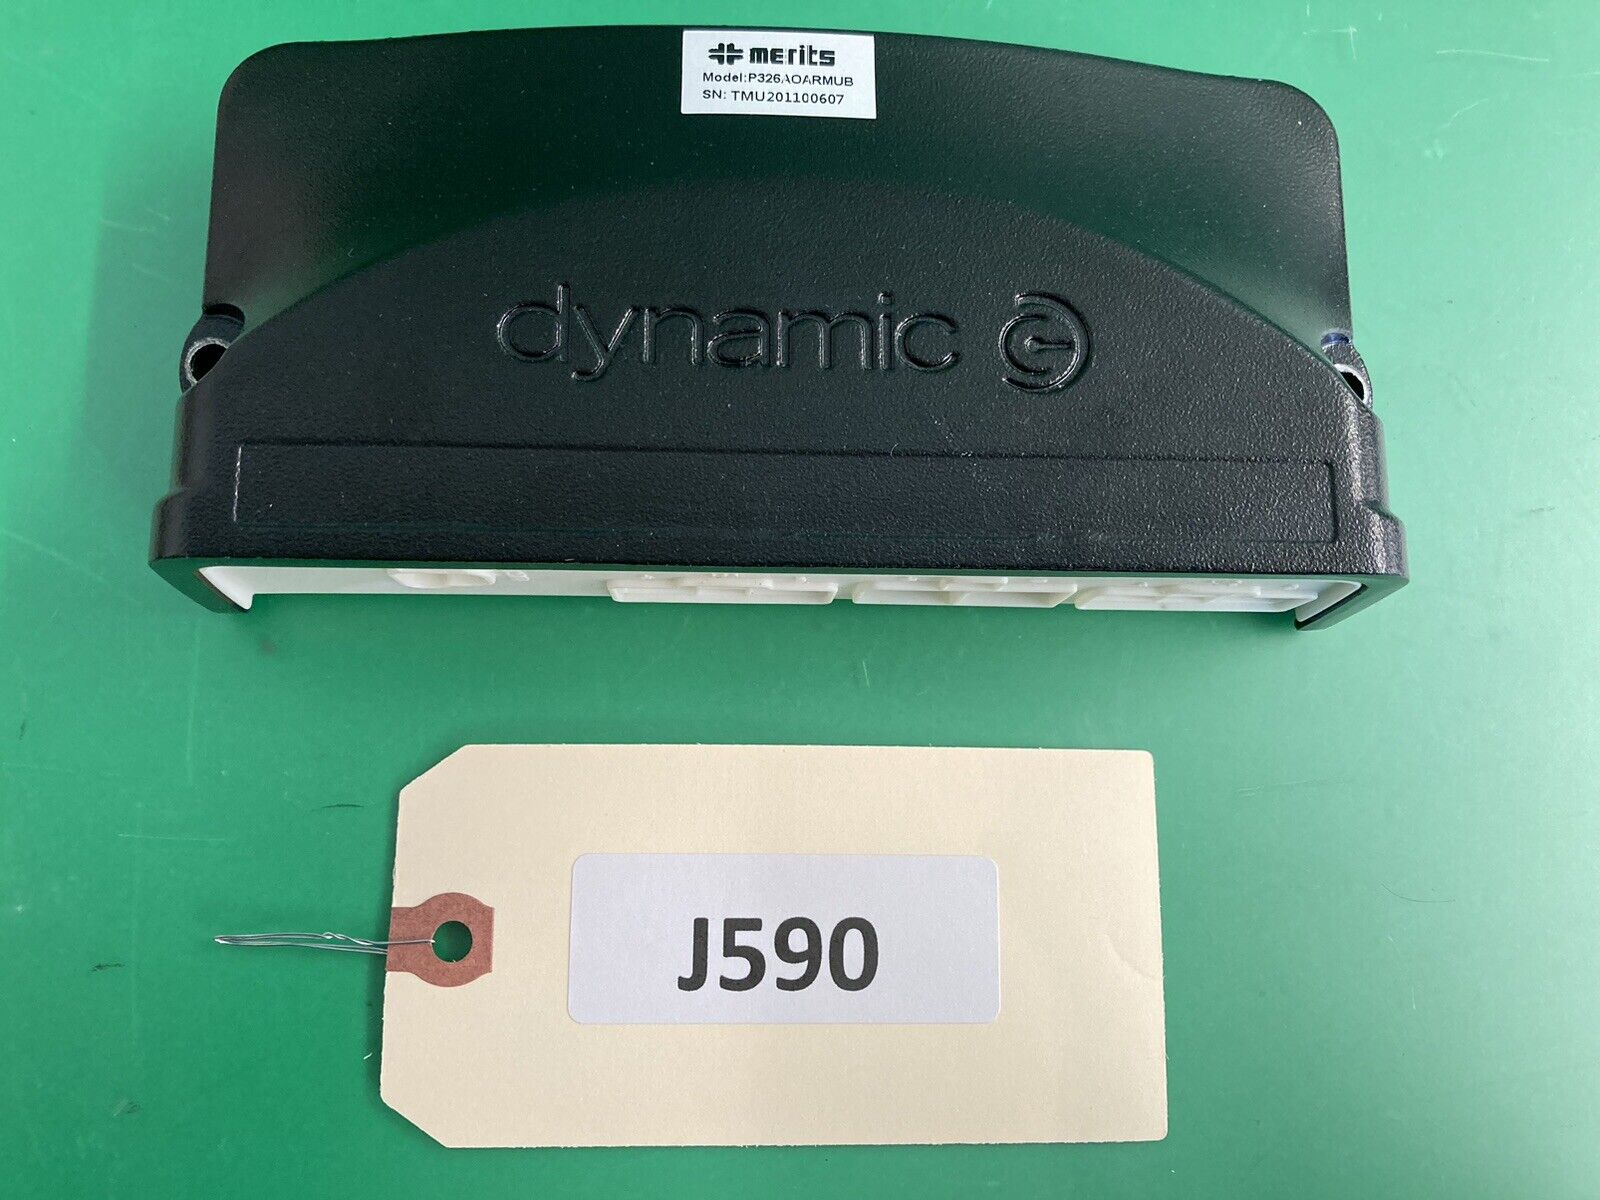 merits
Model:P326AOARMUB
SN: TMU201100607
dynamic
J590